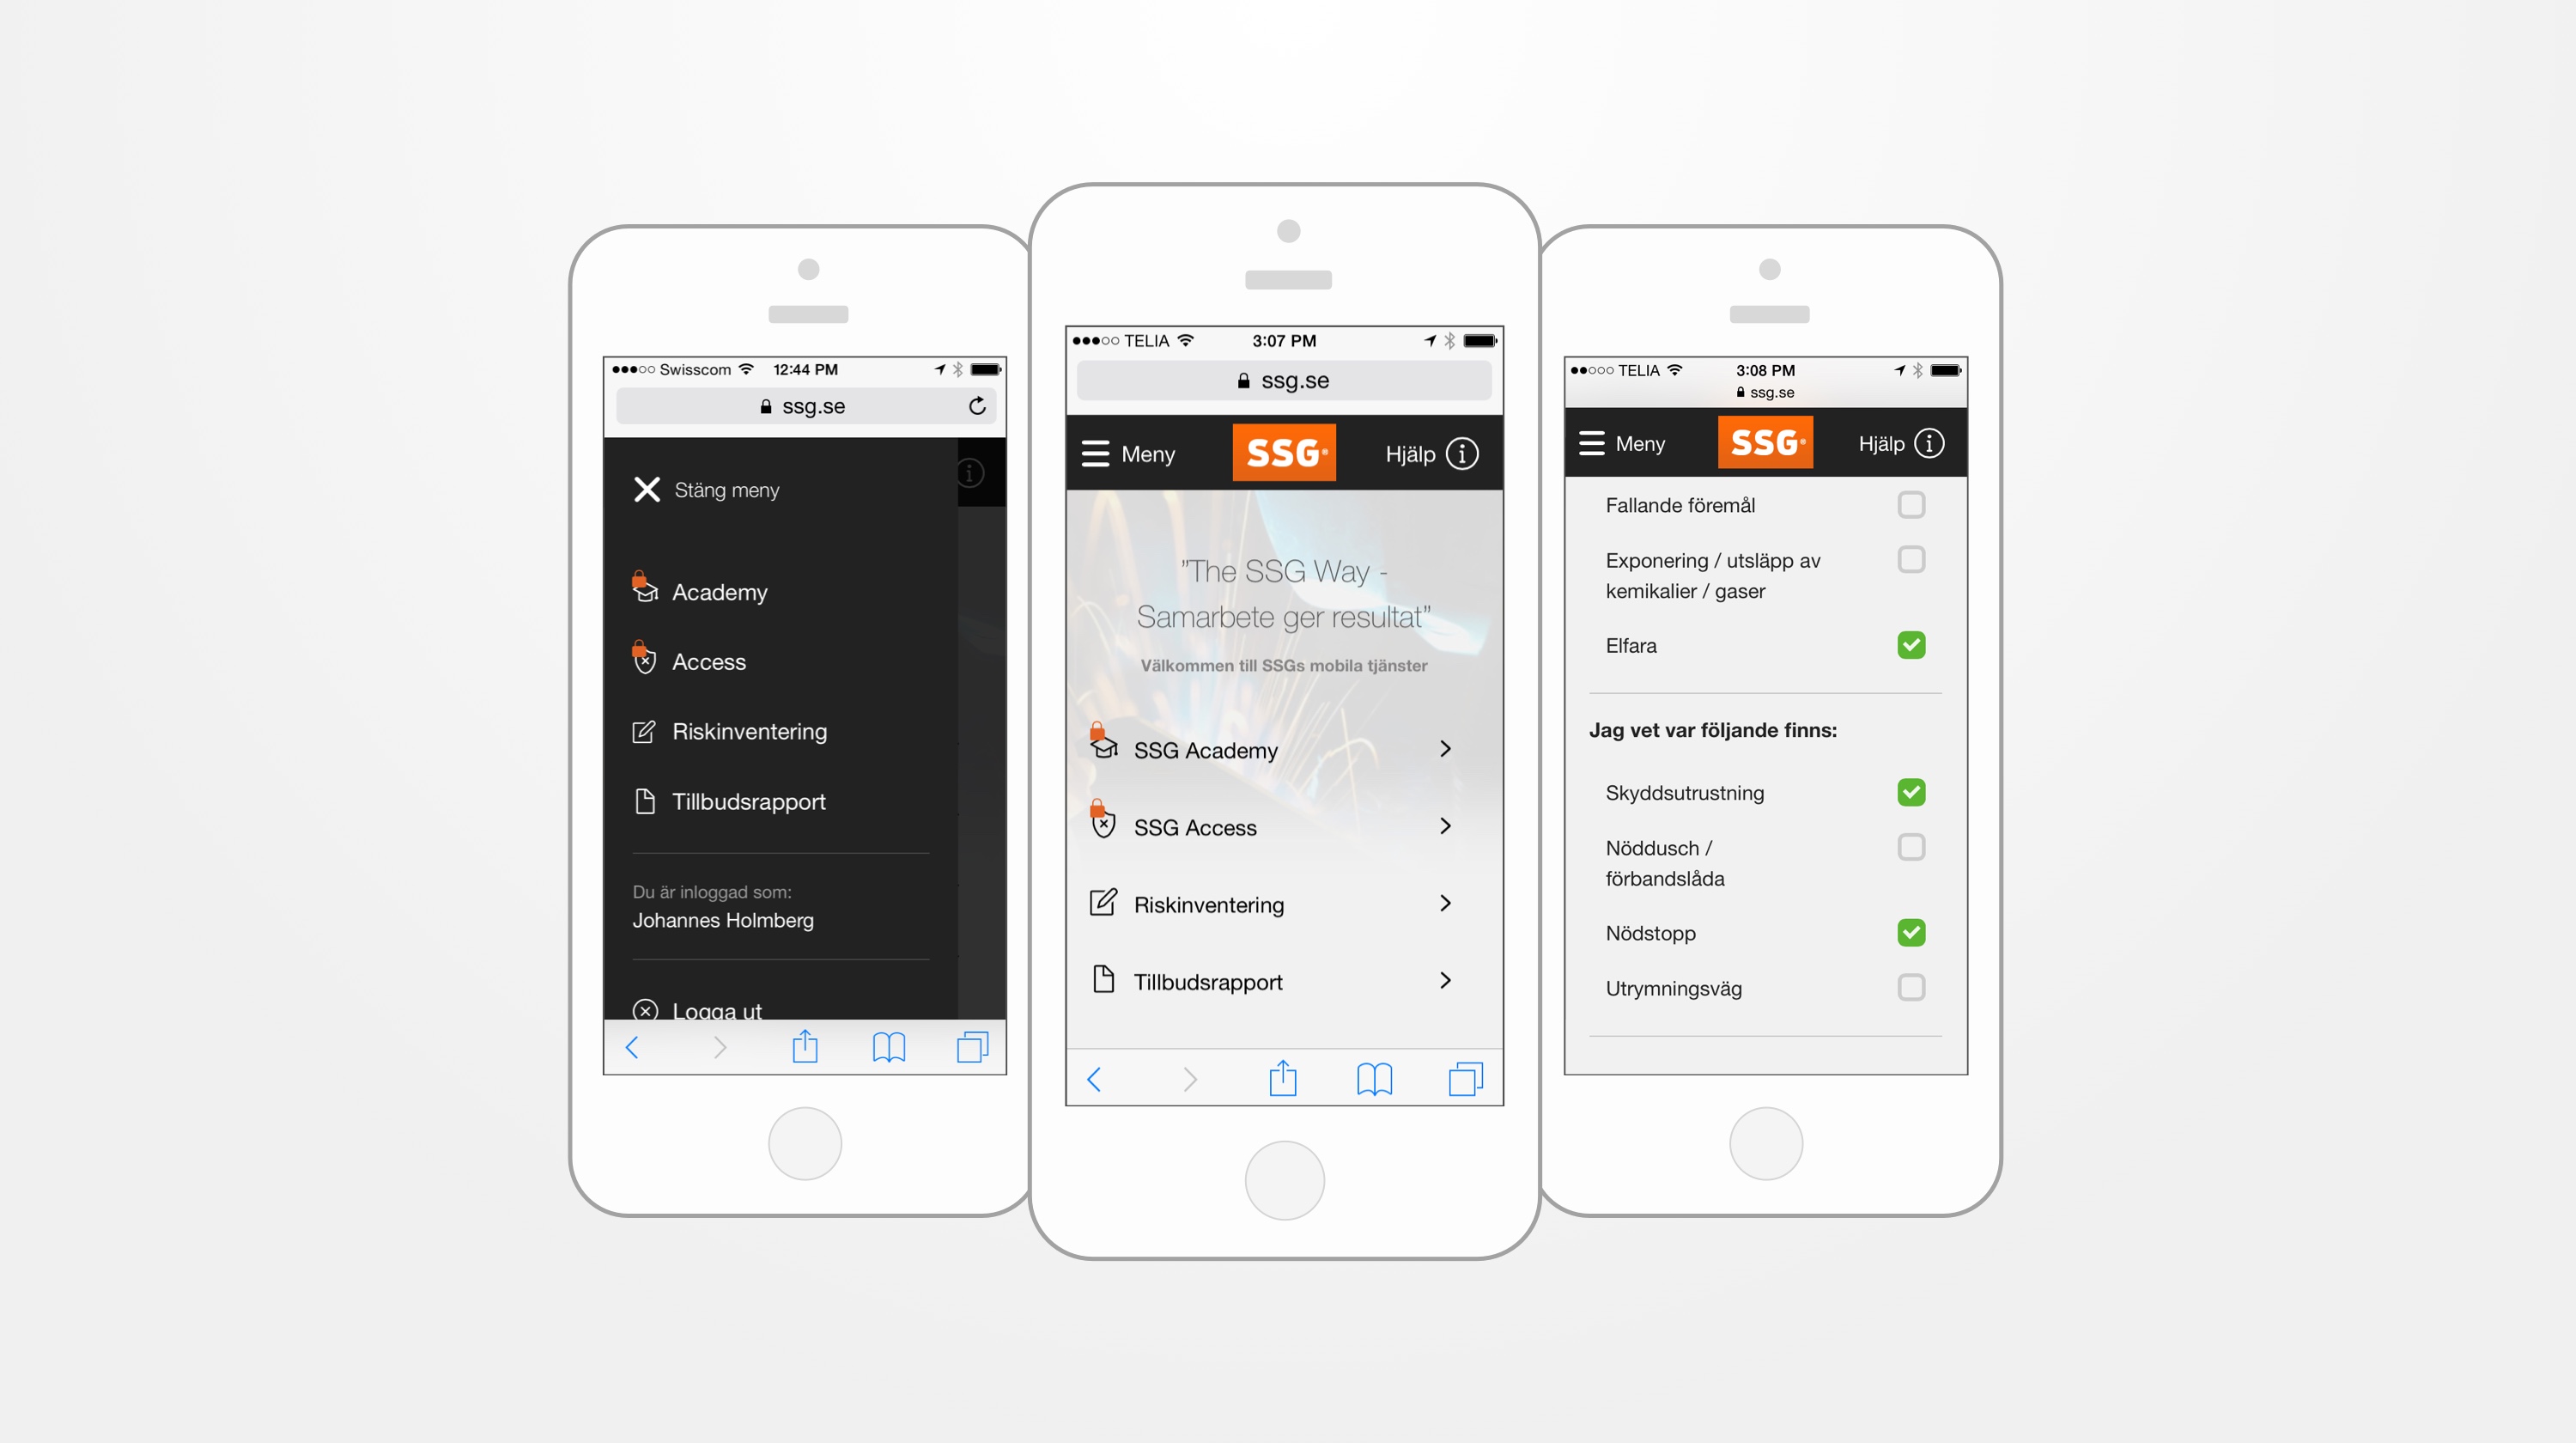 Swisscom 12:44 PM
ssg.se
Stäng meny
Academy
Access
Riskinventering
Tillbudsrapport
Du är inloggad som:
Johannes Holmberg
Logga ut
TELIA 3:07 PM
ssg.se
Meny SSG® Hjälp
”The SSG Way -
Samarbete ger resultat”
Välkommen till SSGs mobila tjänster
SSG Academy
SSG Access
Riskinventering
Tillbudsrapport
TELIA 3:08 PM
ssg.se
Meny SSG® Hjälp
Fallande föremål
Exponering / utsläpp av
kemikalier / gaser
Elfara
Jag vet var följande finns:
Skyddsutrustning
Nöddusch /
förbandslåda
Nödstopp
Utrymningsväg